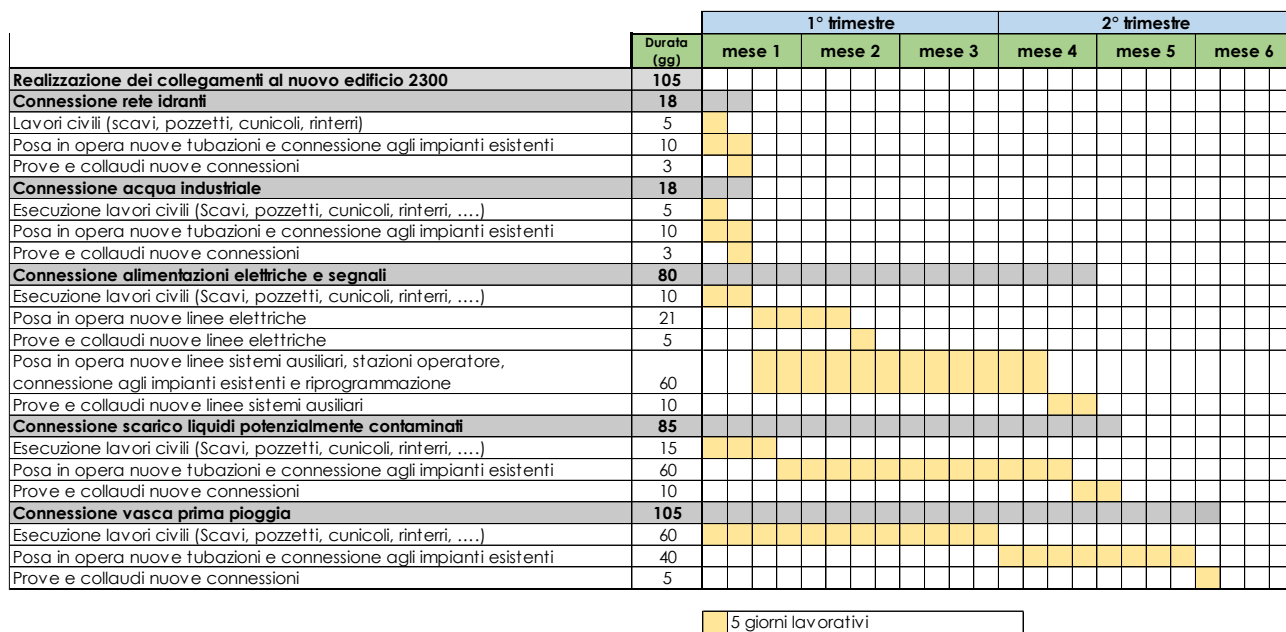 1° trimestre 2° trimestre
Durata (gg) mese 1 mese 2 mese 3 mese 4 mese 5 mese 6
Realizzazione dei collegamenti al nuovo edificio 2300 105
Connessione rete idranti 18
Lavori civili (scavi, pozzetti, cunicoli, rinterri) 5
Posa in opera nuove tubazioni e connessione agli impianti esistenti 10
Prove e collaudi nuove connessioni 3
Connessione acqua industriale 18
Esecuzione lavori civili (Scavi, pozzetti, cunicoli, rinterri, ....) 5
Posa in opera nuove tubazioni e connessione agli impianti esistenti 10
Prove e collaudi nuove connessioni 3
Connessione alimentazioni elettriche e segnali 80
Esecuzione lavori civili (Scavi, pozzetti, cunicoli, rinterri, ....) 10
Posa in opera nuove linee elettriche 21
Prove e collaudi nuove linee elettriche 5
Posa in opera nuove linee sistemi ausiliari, stazioni operatore,
connessione agli impianti esistenti e riprogrammazione 60
Prove e collaudi nuove linee sistemi ausiliari 10
Connessione scarico liquidi potenzialmente contaminati 85
Esecuzione lavori civili (Scavi, pozzetti, cunicoli, rinterri, ....) 15
Posa in opera nuove tubazioni e connessione agli impianti esistenti 60
Prove e collaudi nuove connessioni 10
Connessione vasca prima pioggia 105
Esecuzione lavori civili (Scavi, pozzetti, cunicoli, rinterri, ....) 60
Posa in opera nuove tubazioni e connessione agli impianti esistenti 40
Prove e collaudi nuove connessioni 5
5 giorni lavorativi